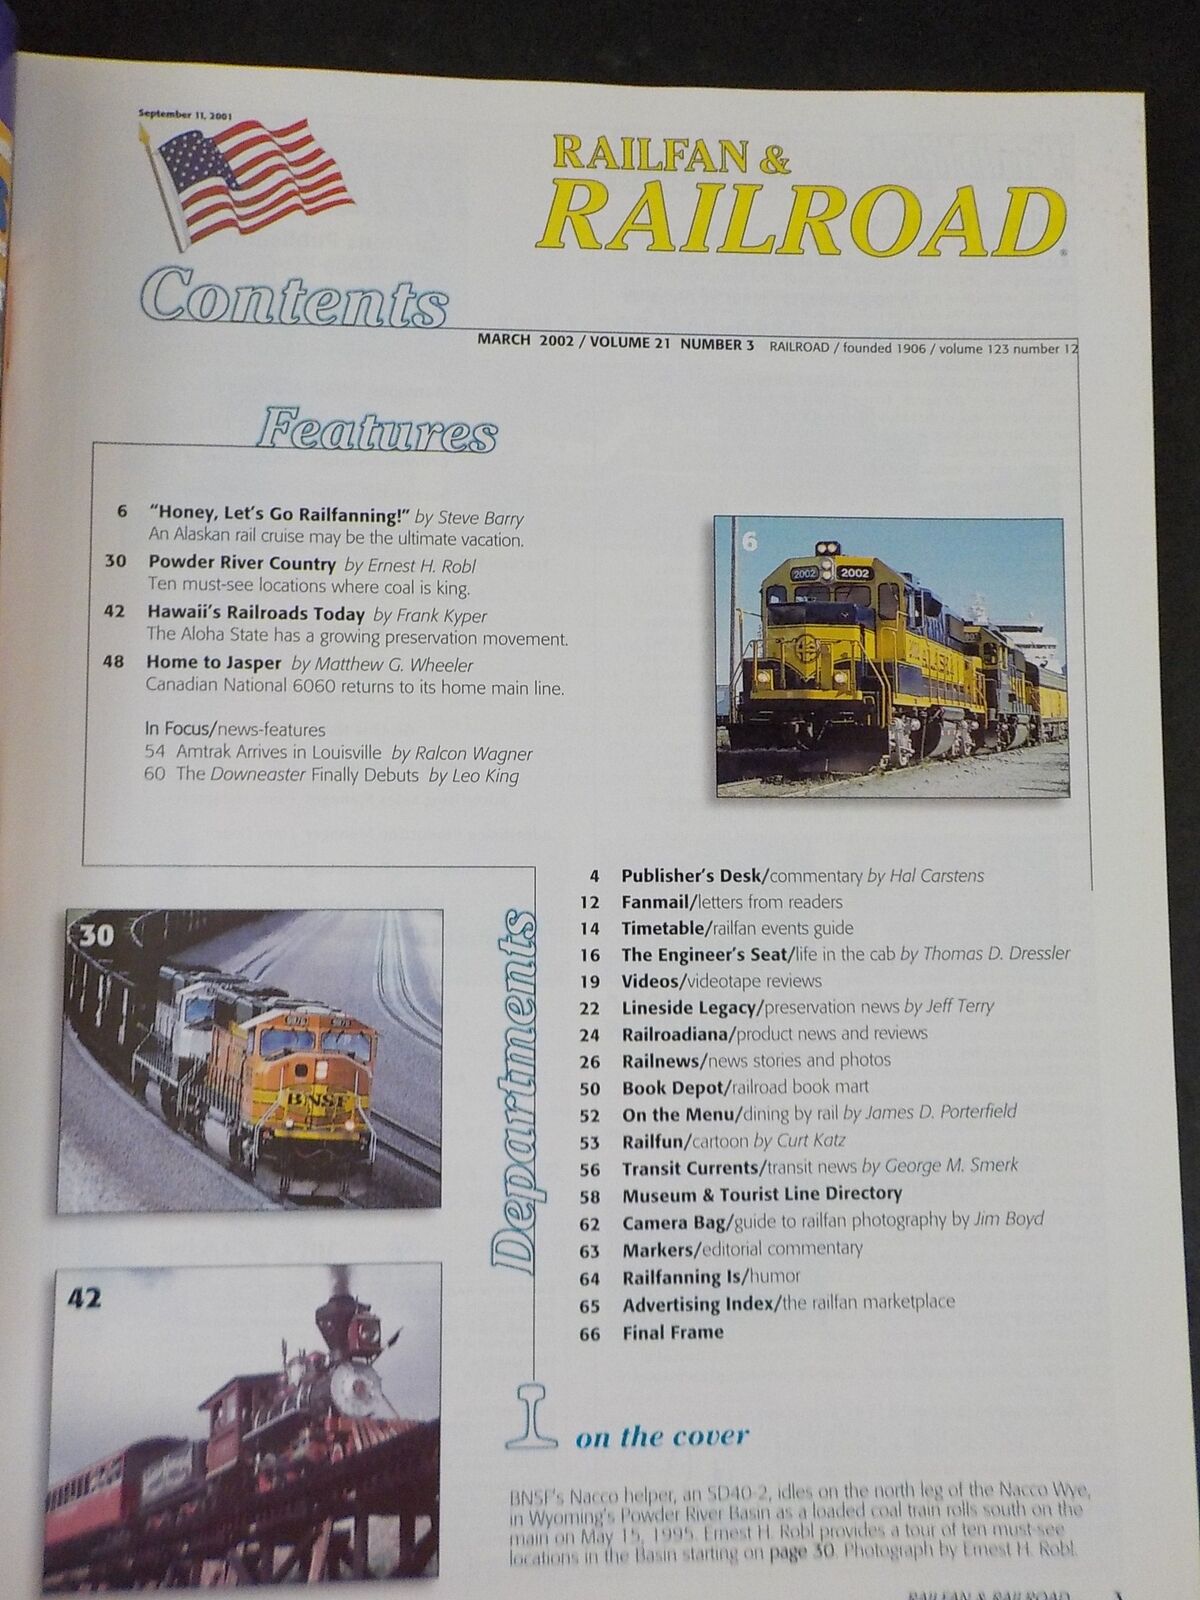 September 11, 2001
RAILFAN &
RAILROAD
Contents
MARCH 2002 / VOLUME 21 NUMBER 3 RAILROAD / founded 1906 / volume 123 number 12
Features
6 "Honey, Let's Go Railfanning!" by Steve Barry
An Alaskan rail cruise may be the ultimate vacation.
30 Powder River Country by Ernest H. Robl
Ten must-see locations where coal is king.
42 Hawaii's Railroads Today by Frank Kyper
The Aloha State has a growing preservation movement.
48 Home to Jasper by Matthew G. Wheeler
Canadian National 6060 returns to its home main line.
In Focus/news-features
54 Amtrak Arrives in Louisville by Ralcon Wagner
60 The Downeaster Finally Debuts by Leo King
6
2002 2002
30
BNSF
42
Departments
4 Publisher's Desk/commentary by Hal Carstens
12 Fanmail/letters from readers
14 Timetable/railfan events guide
16 The Engineer's Seat/life in the cab by Thomas D. Dressler
19 Videos/videotape reviews
22 Lineside Legacy/preservation news by Jeff Terry
24 Railroadiana/product news and reviews
26 Railnews/news stories and photos
50 Book Depot/railroad book mart
52 On the Menu/dining by rail by James D. Porterfield
53 Railfun/cartoon by Curt Katz
56 Transit Currents/transit news by George M. Smerk
58 Museum & Tourist Line Directory
62 Camera Bag/guide to railfan photography by Jim Boyd
63 Markers/editorial commentary
64 Railfanning Is/humor
65 Advertising Index/the railfan marketplace
66 Final Frame
on the cover
BNSF's Nacco helper, an SD40-2, idles on the north leg of the Nacco Wye,
in Wyoming's Powder River Basin as a loaded coal train rolls south on the
main on May 15, 1995. Ernest H. Robl provides a tour of ten must-see
locations in the Basin starting on page 30. Photograph by Ernest H. Robl.
RAILFAN & RAILROAD 3